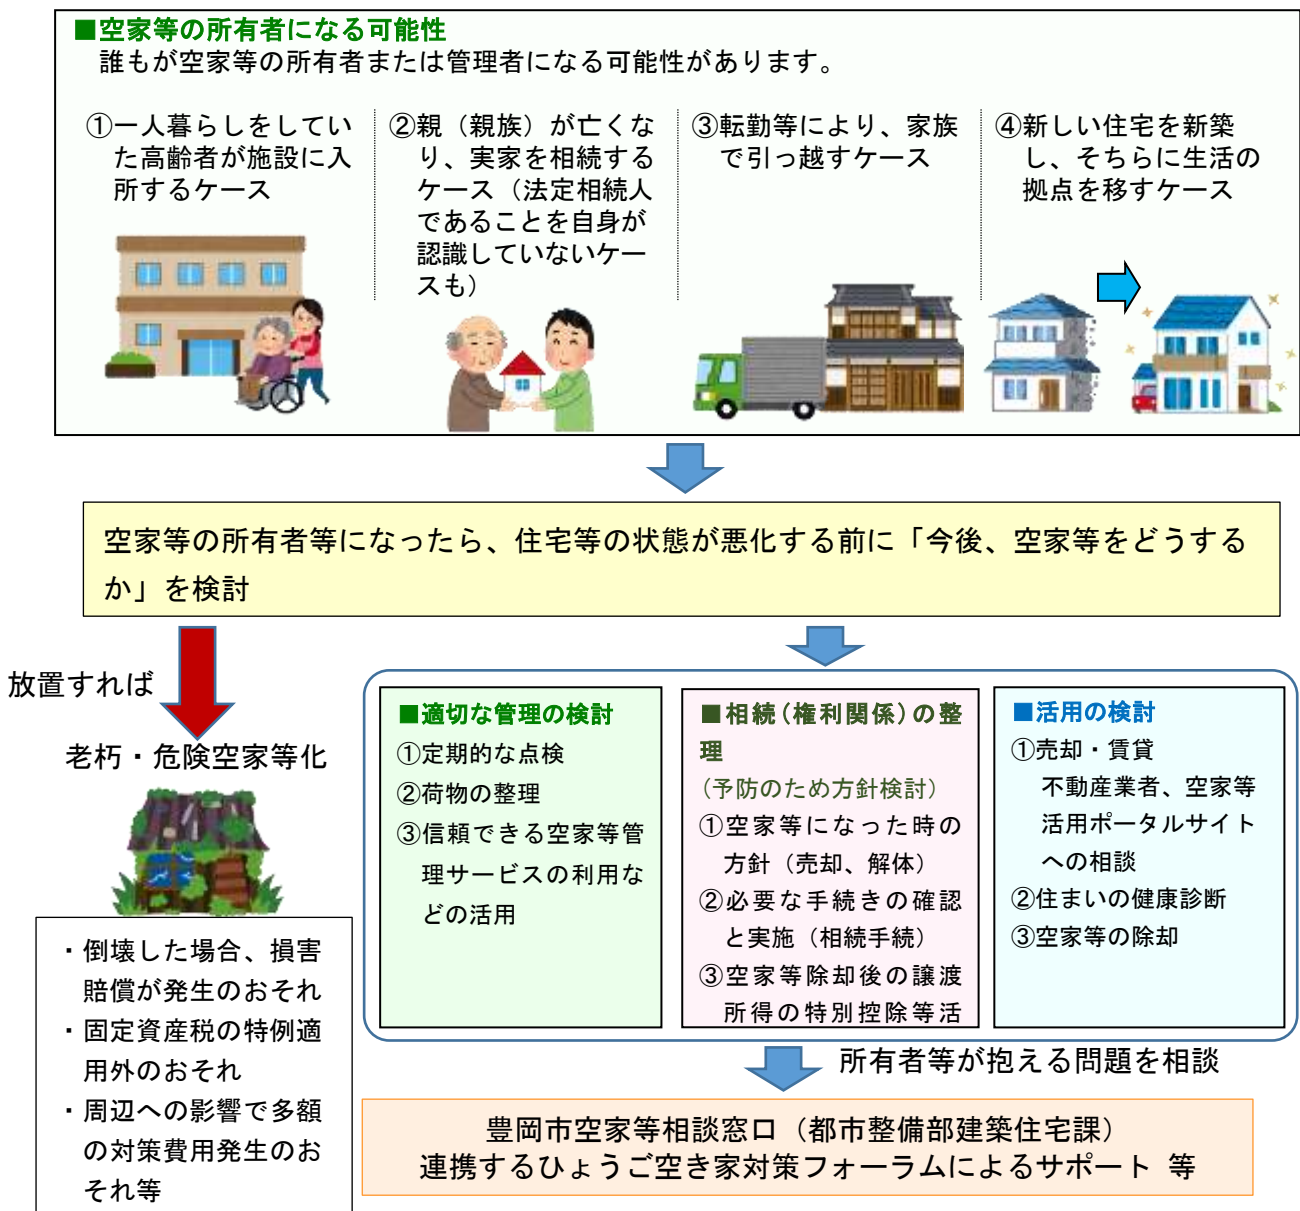 ■空家等の所有者になる可能性
誰もが空家等の所有者または管理者になる可能性があります。
①一人暮らしをしてい
た高齢者が施設に入
所するケース
②親（親族）が亡くな
り、実家を相続する
ケース（法定相続人
であることを自身が
認識していないケー
スも）
③転勤等により、家族
で引っ越すケース
④新しい住宅を新築
し、そちらに生活の
拠点を移すケース
空家等の所有者等になったら、住宅等の状態が悪化する前に「今後、空家等をどうする
か」を検討
放置すれば
老朽・危険空家等化
・倒壊した場合、損害
賠償が発生のおそれ
・固定資産税の特例適
用外のおそれ
・周辺への影響で多額
の対策費用発生のお
それ等
■適切な管理の検討
①定期的な点検
②荷物の整理
③信頼できる空家等管
理サービスの利用な
どの活用
■相続（権利関係）の整
理
（予防のため方針検討）
①空家等になった時の
方針（売却、解体）
②必要な手続きの確認
と実施（相続手続）
③空家等除却後の譲渡
所得の特別控除等活
■活用の検討
①売却・賃貸
不動産業者、空家等
活用ポータルサイト
への相談
②住まいの健康診断
③空家等の除却
所有者等が抱える問題を相談
豊岡市空家等相談窓口（都市整備部建築住宅課）
連携するひょうご空き家対策フォーラムによるサポート 等